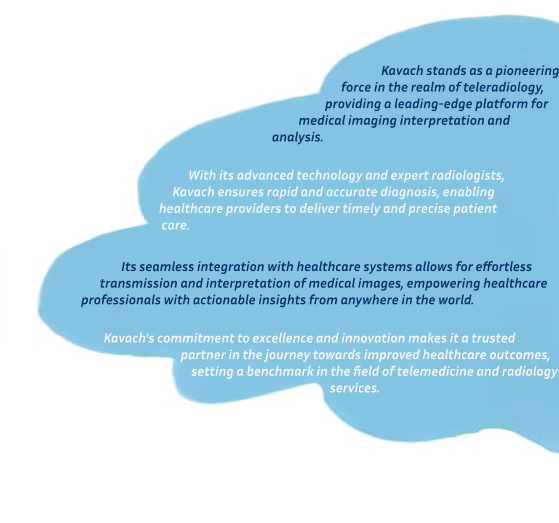 Kavach stands as a pioneering
force in the realm of teleradiology,
providing a leading-edge platform for
medical imaging interpretation and
analysis.
With its advanced technology and expert radiologists,
Kavach ensures rapid and accurate diagnosis, enabling
healthcare providers to deliver timely and precise patient
care.
Its seamless integration with healthcare systems allows for effortless
transmission and interpretation of medical images, empowering healthcare
professionals with actionable insights from anywhere in the world.
Kavach's commitment to excellence and innovation makes it a trusted
partner in the journey towards improved healthcare outcomes,
setting a benchmark in the field of telemedicine and radiology
services.